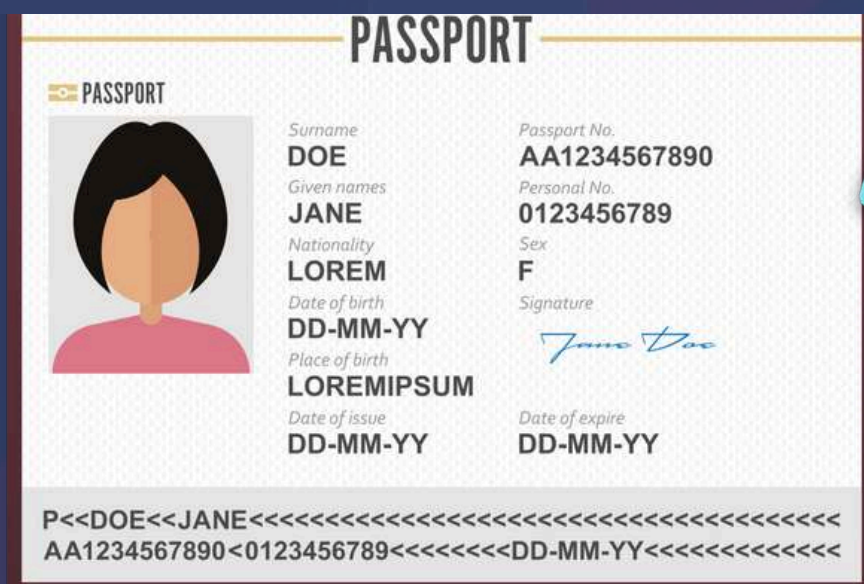 PASSPORT
PASSPORT
Surname
DOE
Given names
JANE
Nationality
LOREM
Date of birth
DD-MM-YY
Place of birth
LOREMIPSUM
Date of issue
DD-MM-YY
Passport No.
AA1234567890
Personal No.
0123456789
Sex
F
Signature
Jane Doe
Date of expire
DD-MM-YY
P<<DOE<<JANE<<<<<<<<<<<<<<<<<<<<<<<<<<<<<<<<<<<<<<<
AA1234567890<0123456789<<<<<<<<DD-MM-YY<<<<<<<<<<<<<